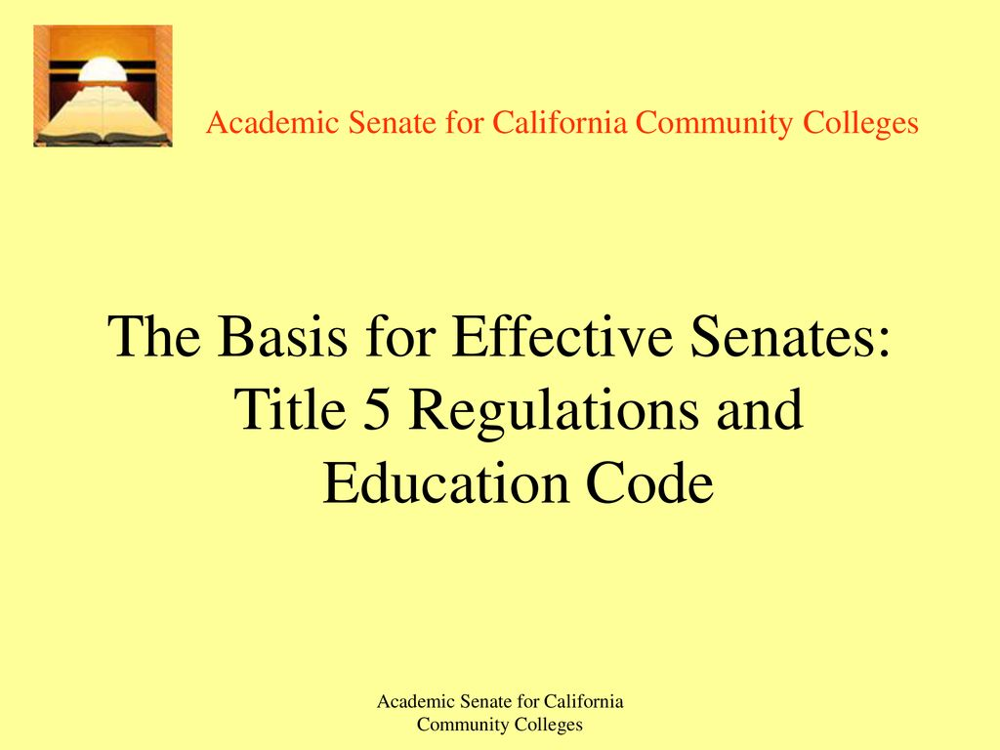 Academic Senate for California Community Colleges
The Basis for Effective Senates:
Title 5 Regulations and
Education Code
Academic Senate for California
Community Colleges